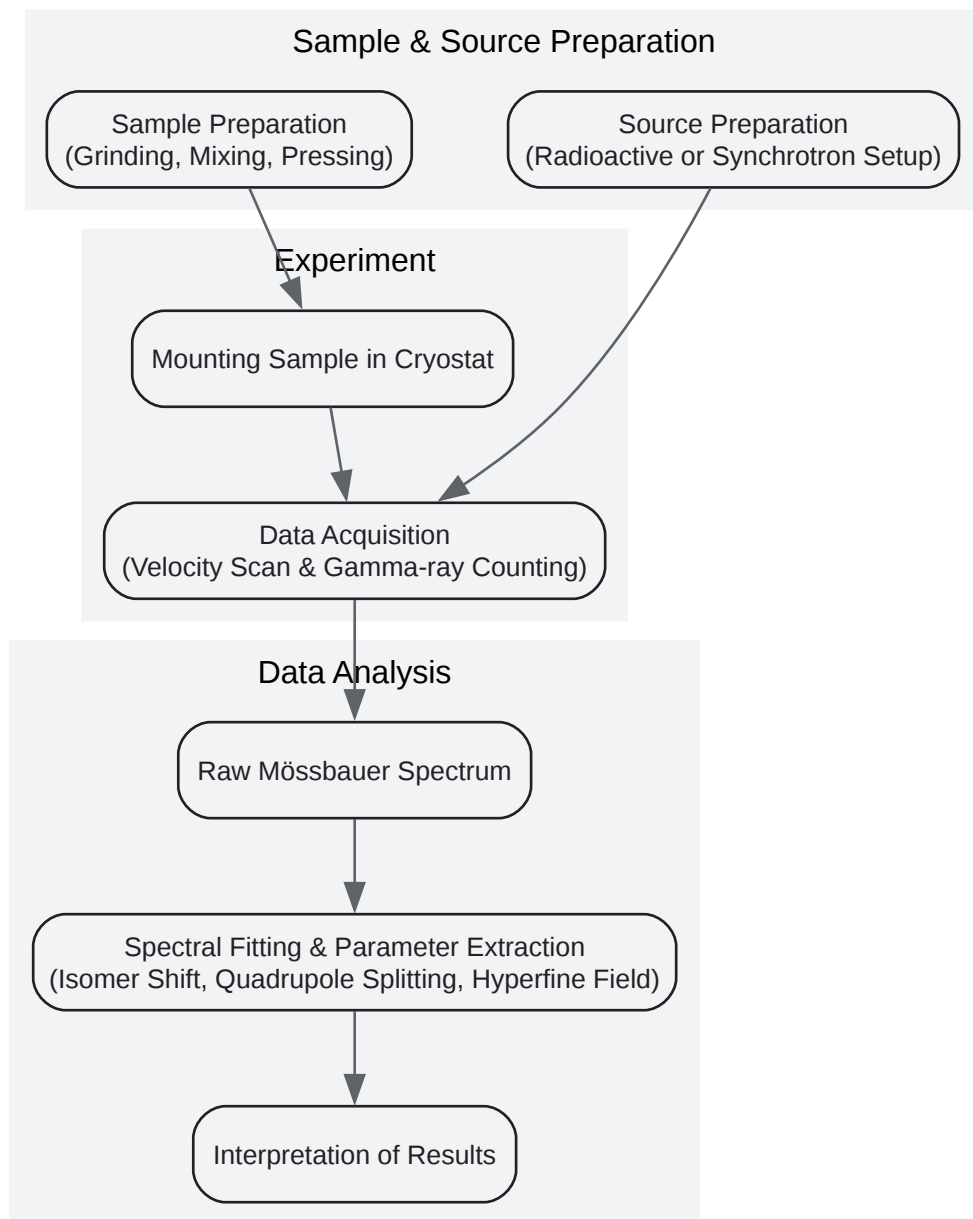 Sample & Source Preparation
Sample Preparation
(Grinding, Mixing, Pressing)
Source Preparation
(Radioactive or Synchrotron Setup)
Experiment
Mounting Sample in Cryostat
Data Acquisition
(Velocity Scan & Gamma-ray Counting)
Data Analysis
Raw Mössbauer Spectrum
Spectral Fitting & Parameter Extraction
(Isomer Shift, Quadrupole Splitting, Hyperfine Field)
Interpretation of Results